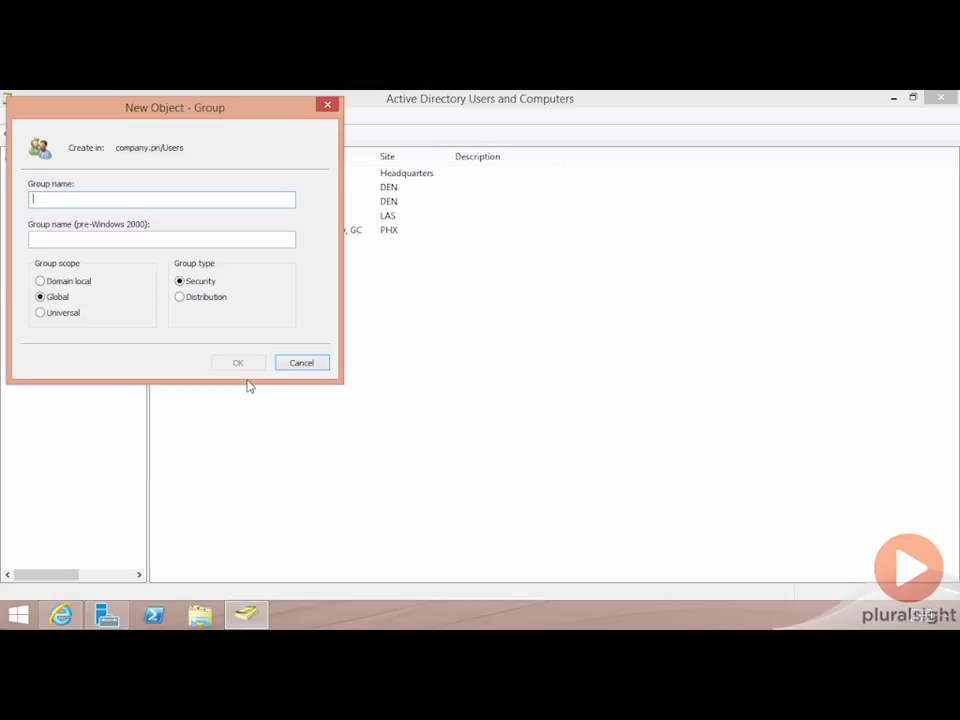 Active Directory Users and Computers
New Object - Group
Create in: company.pri/Users
Group name:
Group name (pre-Windows 2000):
Group scope
Domain local
Global
Universal
Group type
Security
Distribution
OK
Cancel
Site
Description
Headquarters
DEN
DEN
LAS
GC
PHX
pluralsight